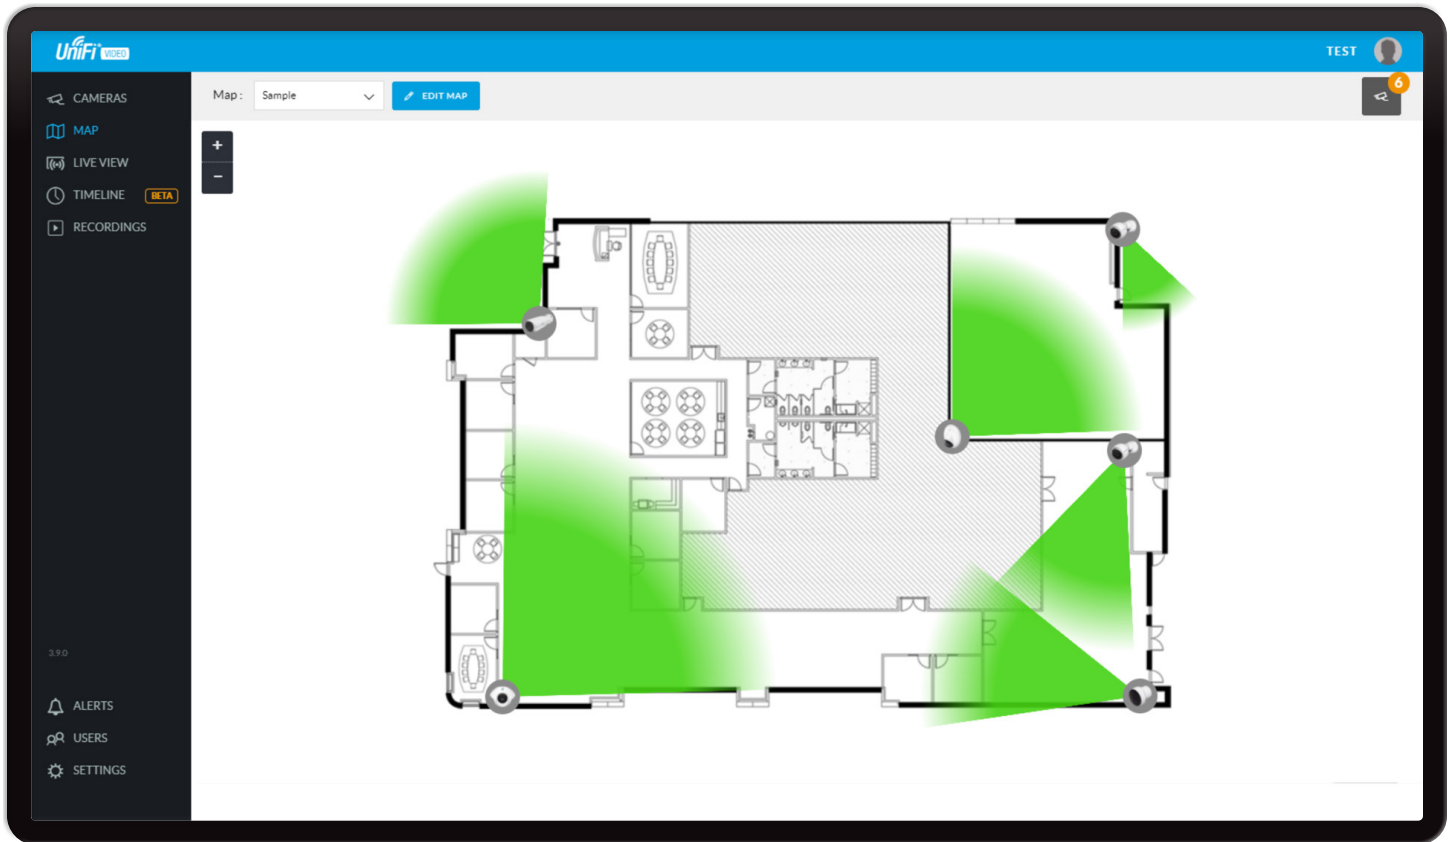 UniFi VIDEO
TEST
CAMERAS
MAP
LIVE VIEW
TIMELINE BETA
RECORDINGS
Map : Sample EDIT MAP
6
+
−
3.9.0
ALERTS
USERS
SETTINGS